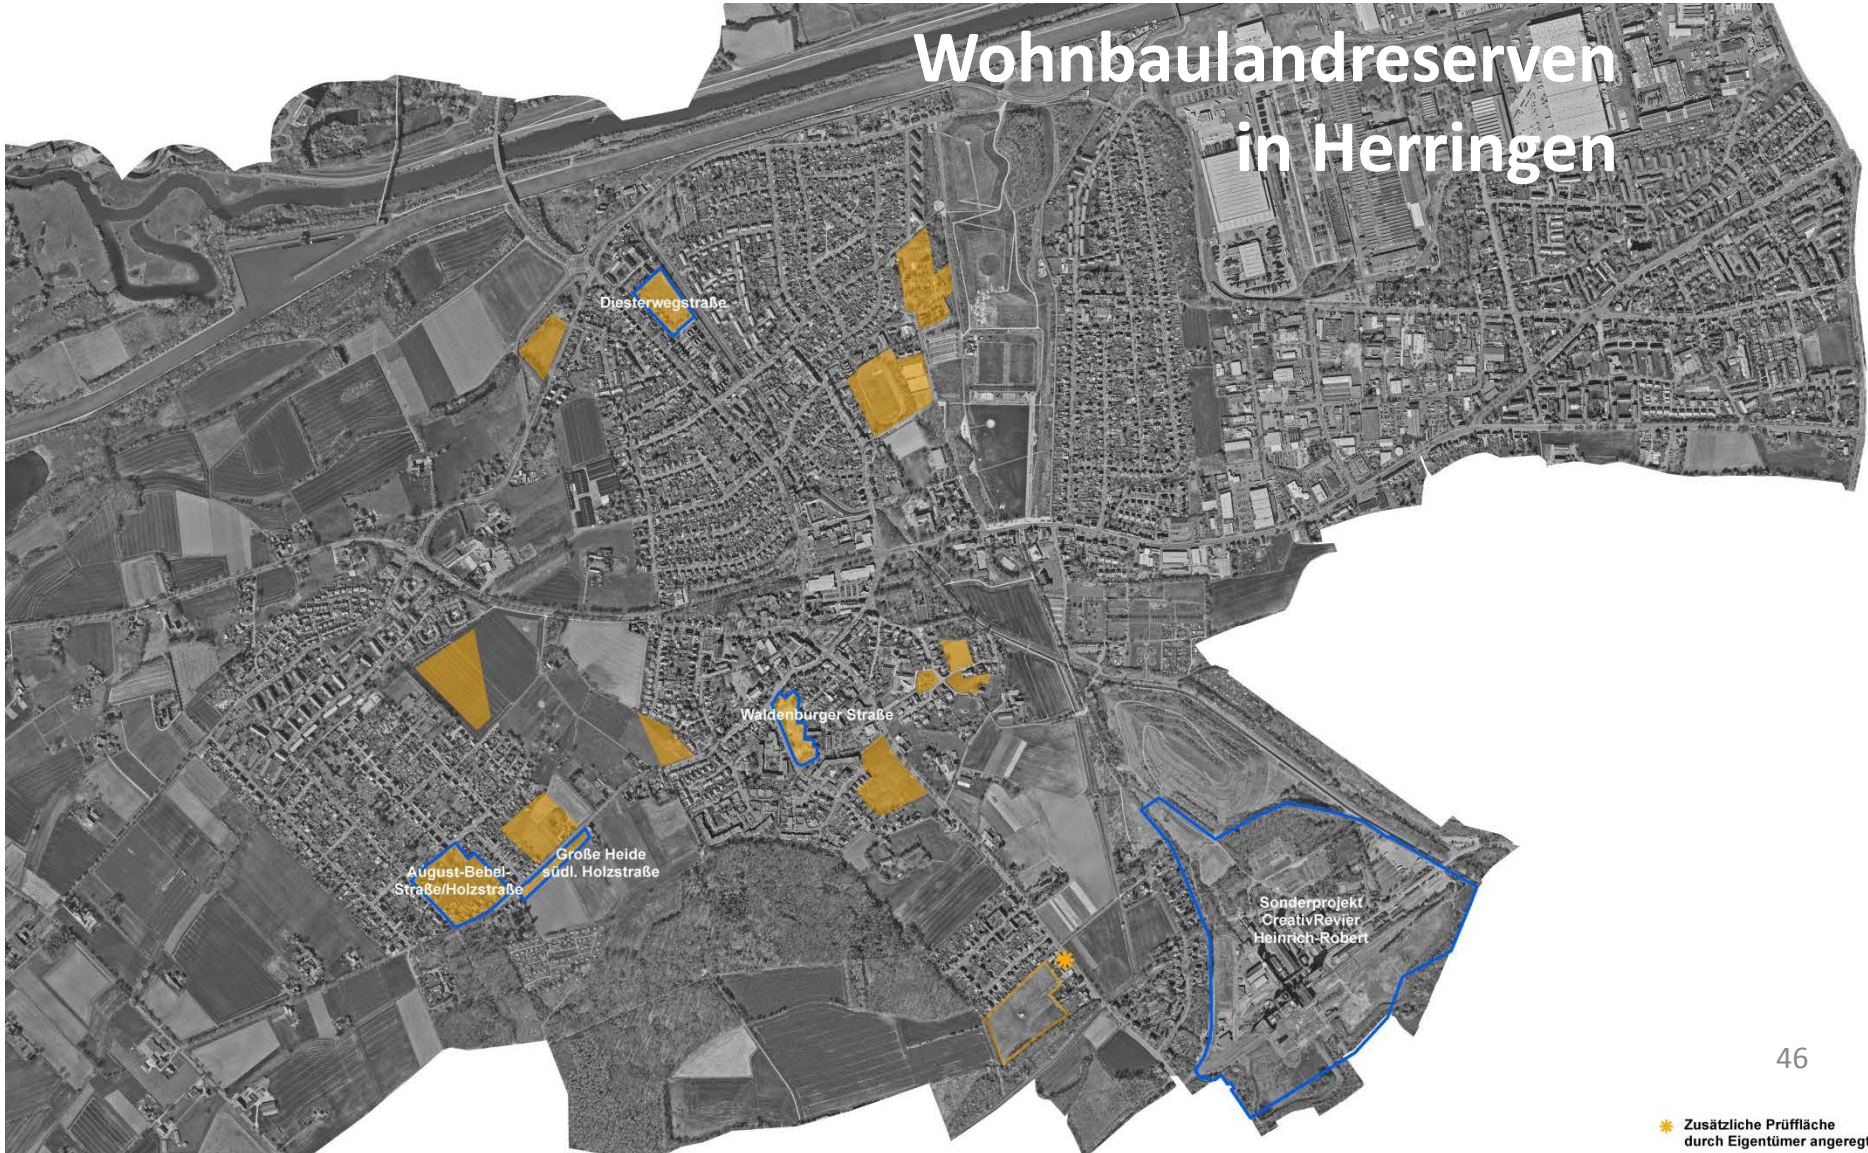 Wohnbaulandreserven
in Herringen
Diesterwegstraße
Waldenburger Straße
Große Heide
südl. Holzstraße
August-Bebel-
Straße/Holzstraße
Sonderprojekt
CreativRevier
Heinrich-Robert
46
Zusätzliche Prüffläche
durch Eigentümer angeregt